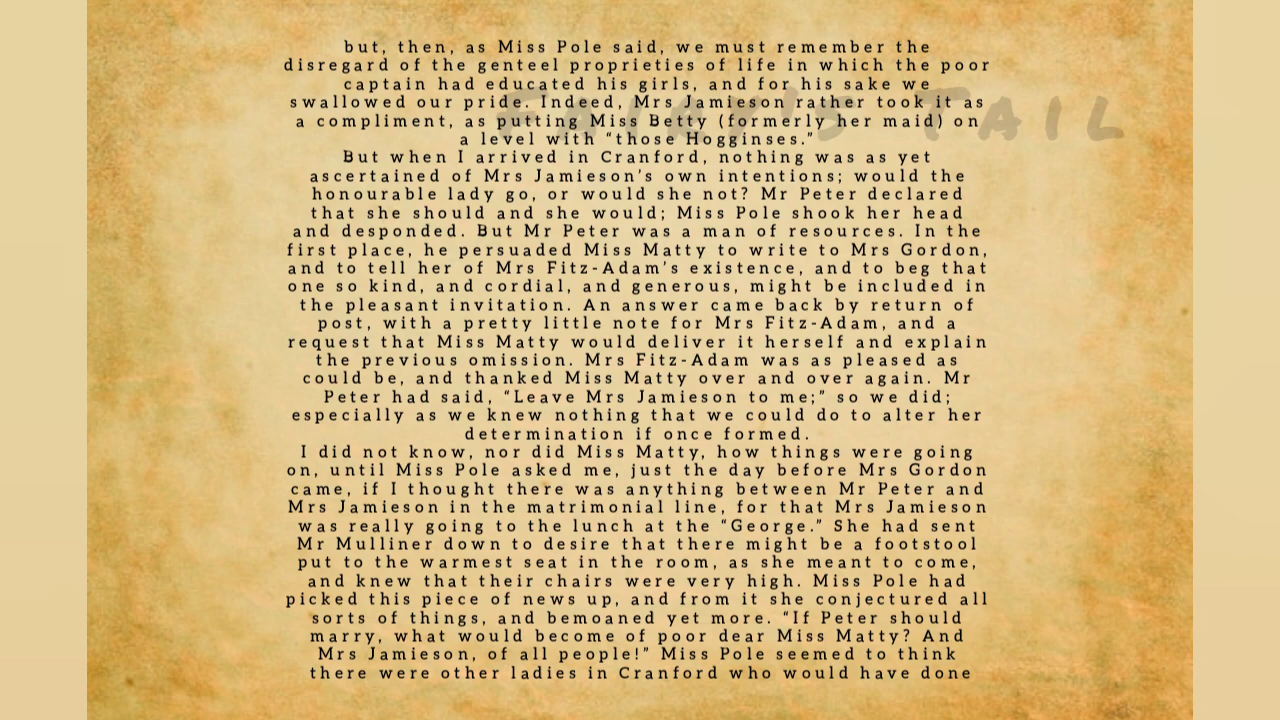 but, then, as Miss Pole said, we must remember the
disregard of the genteel proprieties of life in which the poor
captain had educated his girls, and for his sake we
swallowed our pride. Indeed, Mrs Jamieson rather took it as
a compliment, as putting Miss Betty (formerly her maid) on
a level with “those Hogginses.”
But when I arrived in Cranford, nothing was as yet
ascertained of Mrs Jamieson’s own intentions; would the
honourable lady go, or would she not? Mr Peter declared
that she should and she would; Miss Pole shook her head
and desponded. But Mr Peter was a man of resources. In the
first place, he persuaded Miss Matty to write to Mrs Gordon,
and to tell her of Mrs Fitz-Adam’s existence, and to beg that
one so kind, and cordial, and generous, might be included in
the pleasant invitation. An answer came back by return of
post, with a pretty little note for Mrs Fitz-Adam, and a
request that Miss Matty would deliver it herself and explain
the previous omission. Mrs Fitz-Adam was as pleased as
could be, and thanked Miss Matty over and over again. Mr
Peter had said, “Leave Mrs Jamieson to me;” so we did;
especially as we knew nothing that we could do to alter her
determination if once formed.
I did not know, nor did Miss Matty, how things were going
on, until Miss Pole asked me, just the day before Mrs Gordon
came, if I thought there was anything between Mr Peter and
Mrs Jamieson in the matrimonial line, for that Mrs Jamieson
was really going to the lunch at the “George.” She had sent
Mr Mulliner down to desire that there might be a footstool
put to the warmest seat in the room, as she meant to come,
and knew that their chairs were very high. Miss Pole had
picked this piece of news up, and from it she conjectured all
sorts of things, and bemoaned yet more. “If Peter should
marry, what would become of poor dear Miss Matty? And
Mrs Jamieson, of all people!” Miss Pole seemed to think
there were other ladies in Cranford who would have done
FAIRY'S TAIL